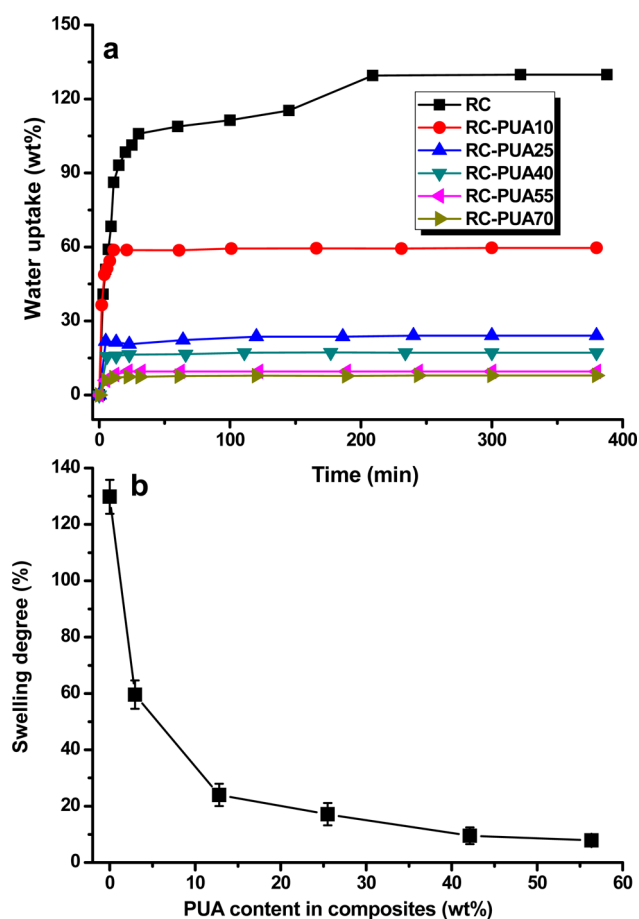 a
150
120
90
60
30
0
Water uptake (wt%)
RC
RC-PUA10
RC-PUA25
RC-PUA40
RC-PUA55
RC-PUA70
0 100 200 300 400
Time (min)
b
140
120
100
80
60
40
20
0
Swelling degree (%)
0 10 20 30 40 50 60
PUA content in composites (wt%)